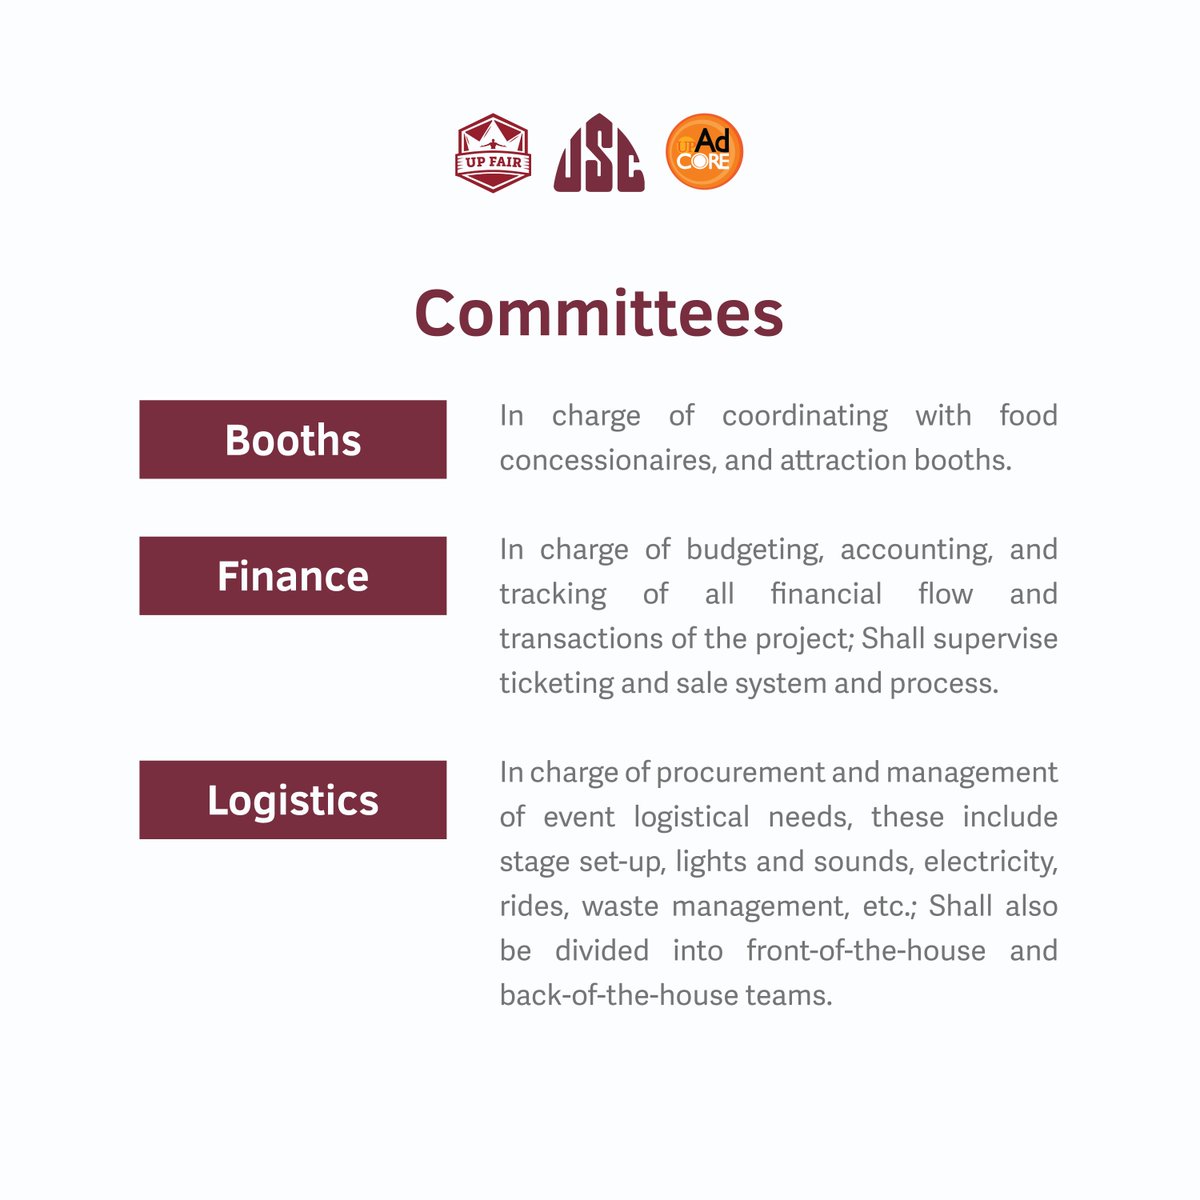 UP FAIR
USC
UP Ad
CORE
Committees
Booths
In charge of coordinating with food
concessionaires, and attraction booths.
Finance
In charge of budgeting, accounting, and
tracking of all financial flow and
transactions of the project; Shall supervise
ticketing and sale system and process.
Logistics
In charge of procurement and management
of event logistical needs, these include
stage set-up, lights and sounds, electricity,
rides, waste management, etc.; Shall also
be divided into front-of-the-house and
back-of-the-house teams.